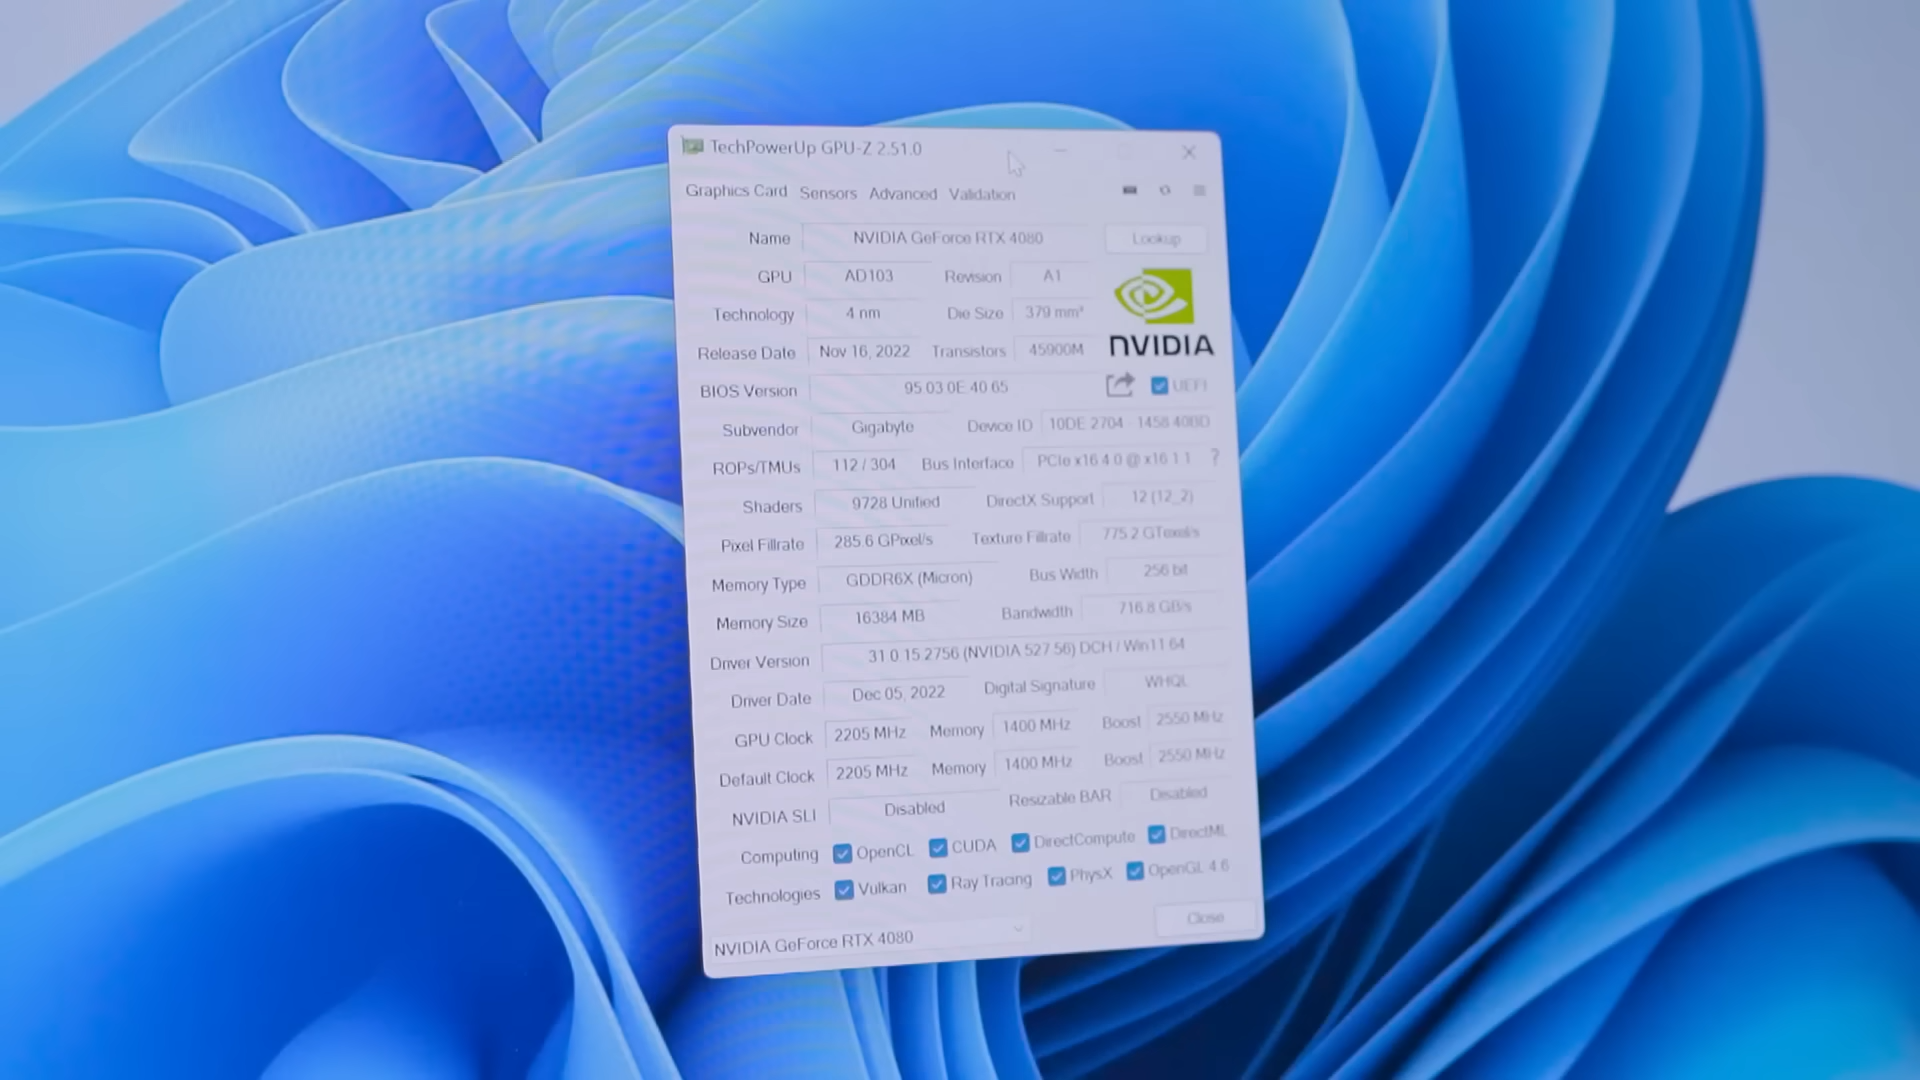 TechPowerUp GPU-Z 2.51.0
Graphics Card Sensors Advanced Validation
Name NVIDIA GeForce RTX 4080 Lookup
GPU AD103 Revision A1
Technology 4 nm Die Size 379 mm²
Release Date Nov 16, 2022 Transistors 45900M
NVIDIA
BIOS Version 95.03.0E.40.65 UEFI
Subvendor Gigabyte Device ID 10DE 2704 - 1458 40BD
ROPs/TMUs 112 / 304 Bus Interface PCIe x16 4.0 @ x16 1.1 ?
Shaders 9728 Unified DirectX Support 12 (12_2)
Pixel Fillrate 285.6 GPixel/s Texture Fillrate 775.2 GTexel/s
Memory Type GDDR6X (Micron) Bus Width 256 bit
Memory Size 16384 MB Bandwidth 716.8 GB/s
Driver Version 31.0.15.2756 (NVIDIA 527.56) DCH / Win11 64
Driver Date Dec 05, 2022 Digital Signature WHQL
GPU Clock 2205 MHz Memory 1400 MHz Boost 2550 MHz
Default Clock 2205 MHz Memory 1400 MHz Boost 2550 MHz
NVIDIA SLI Disabled Resizable BAR Disabled
Computing OpenCL CUDA DirectCompute DirectML
Technologies Vulkan Ray Tracing PhysX OpenGL 4.6
NVIDIA GeForce RTX 4080 Close